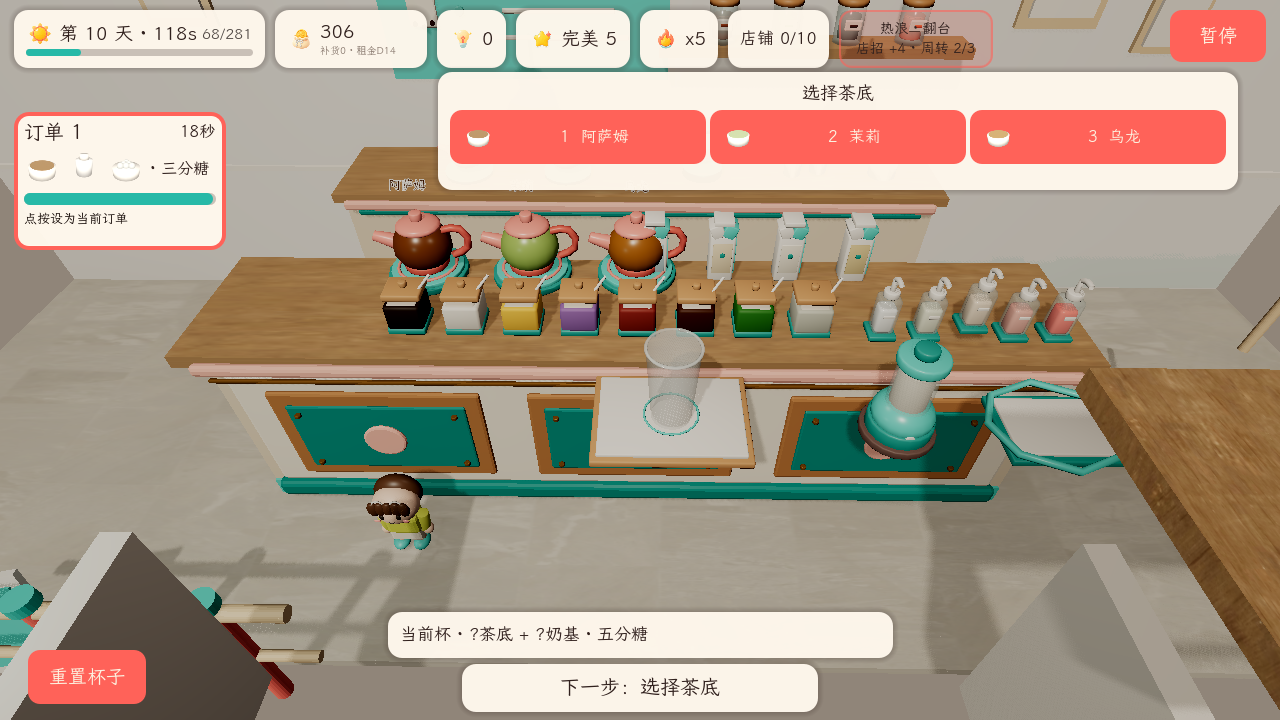 第 10 天·118s
306
补货0·租金D14
0
完美 5
x5
店铺 0/10
热浪—翻台
店招 +4·周转 2/3
暂停
选择茶底
1 阿萨姆
2 茉莉
3 乌龙
订单 1
18秒
·三分糖
点按设为当前订单
阿萨姆
当前杯·?茶底 + ?奶基·五分糖
下一步: 选择茶底
重置杯子